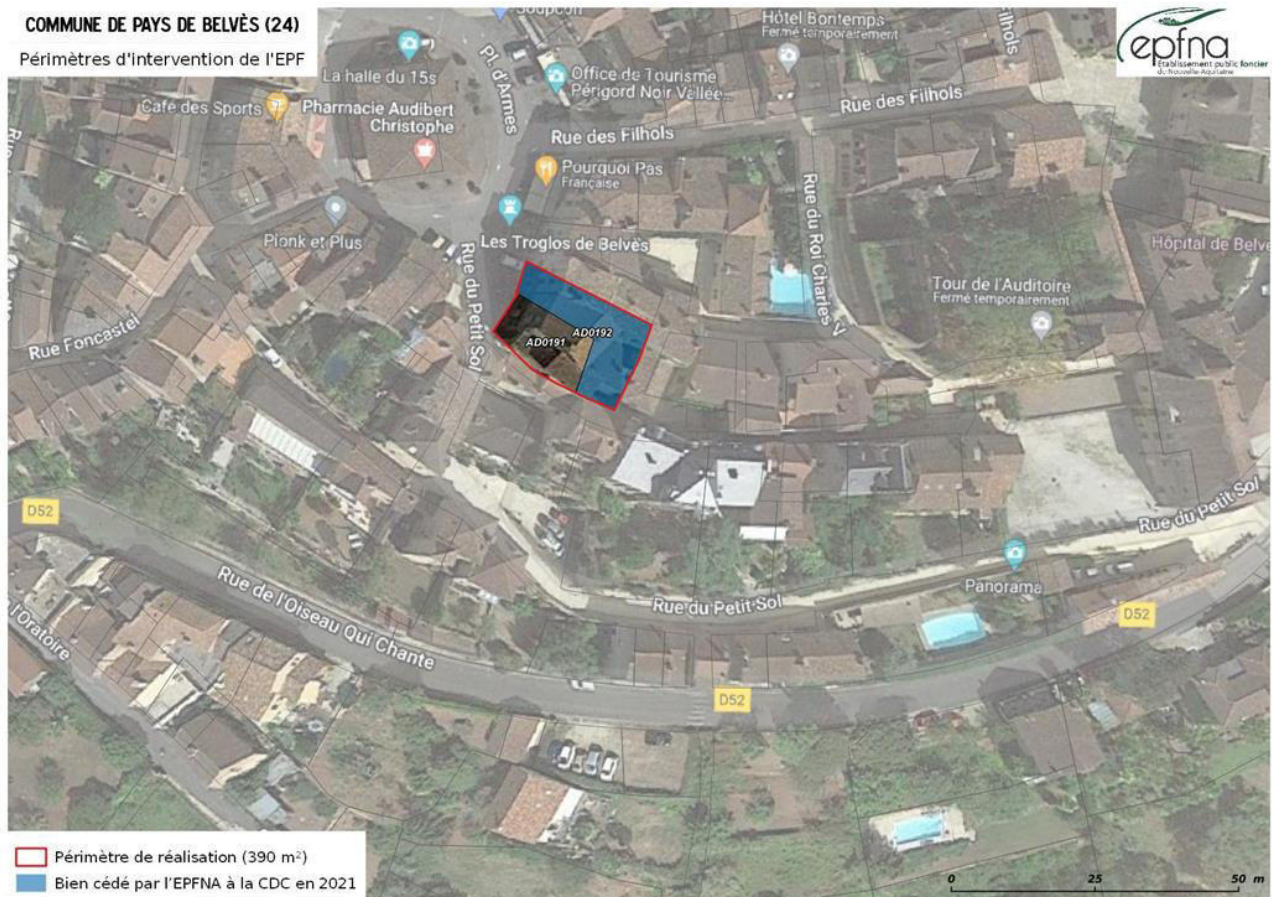 COMMUNE DE PAYS DE BELVÈS (24)
Périmètres d'intervention de l'EPF
epfna
Établissement public foncier
de Nouvelle-Aquitaine
Soupçon
Hôtel Bontemps
Fermé temporairement
Filhols
La halle du 15s
Pl. d'Armes
Office de Tourisme
Périgord Noir Vallée...
Café des Sports
Pharmacie Audibert
Christophe
Rue des Filhols
Rue des Filhols
Pourquoi Pas
Française
Rue du Roi Charles V
Pionk et Plus
Les Troglos de Belvès
Hôpital de Belve
Rue du Petit Sol
Tour de l'Auditoire
Fermé temporairement
Rue Foncastel
AD0192
AD0191
D52
Rue du Petit Sol
Panorama
Rue de l'Oiseau Qui Chante
Rue du Petit Sol
D52
l'Oratoire
D52
Périmètre de réalisation (390 m²)
Bien cédé par l'EPFNA à la CDC en 2021
0 25 50 m